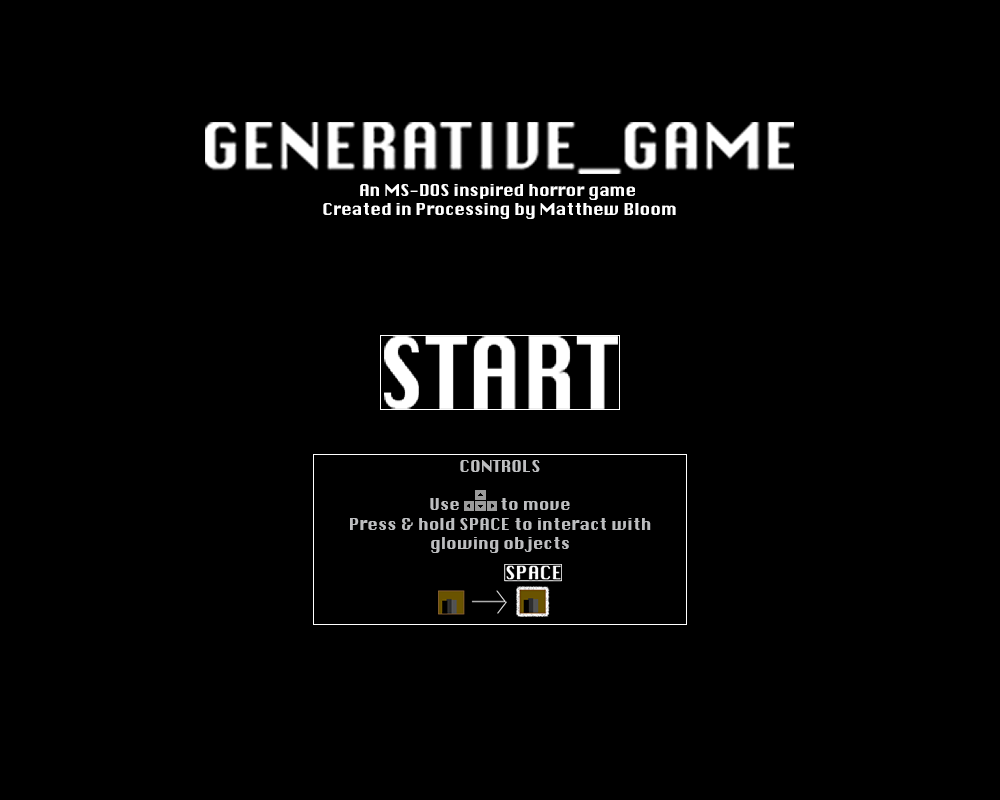 GENERATIVE_GAME
An MS-DOS inspired horror game
Created in Processing by Matthew Bloom
START
CONTROLS
Use to move
Press & hold SPACE to interact with
glowing objects
SPACE